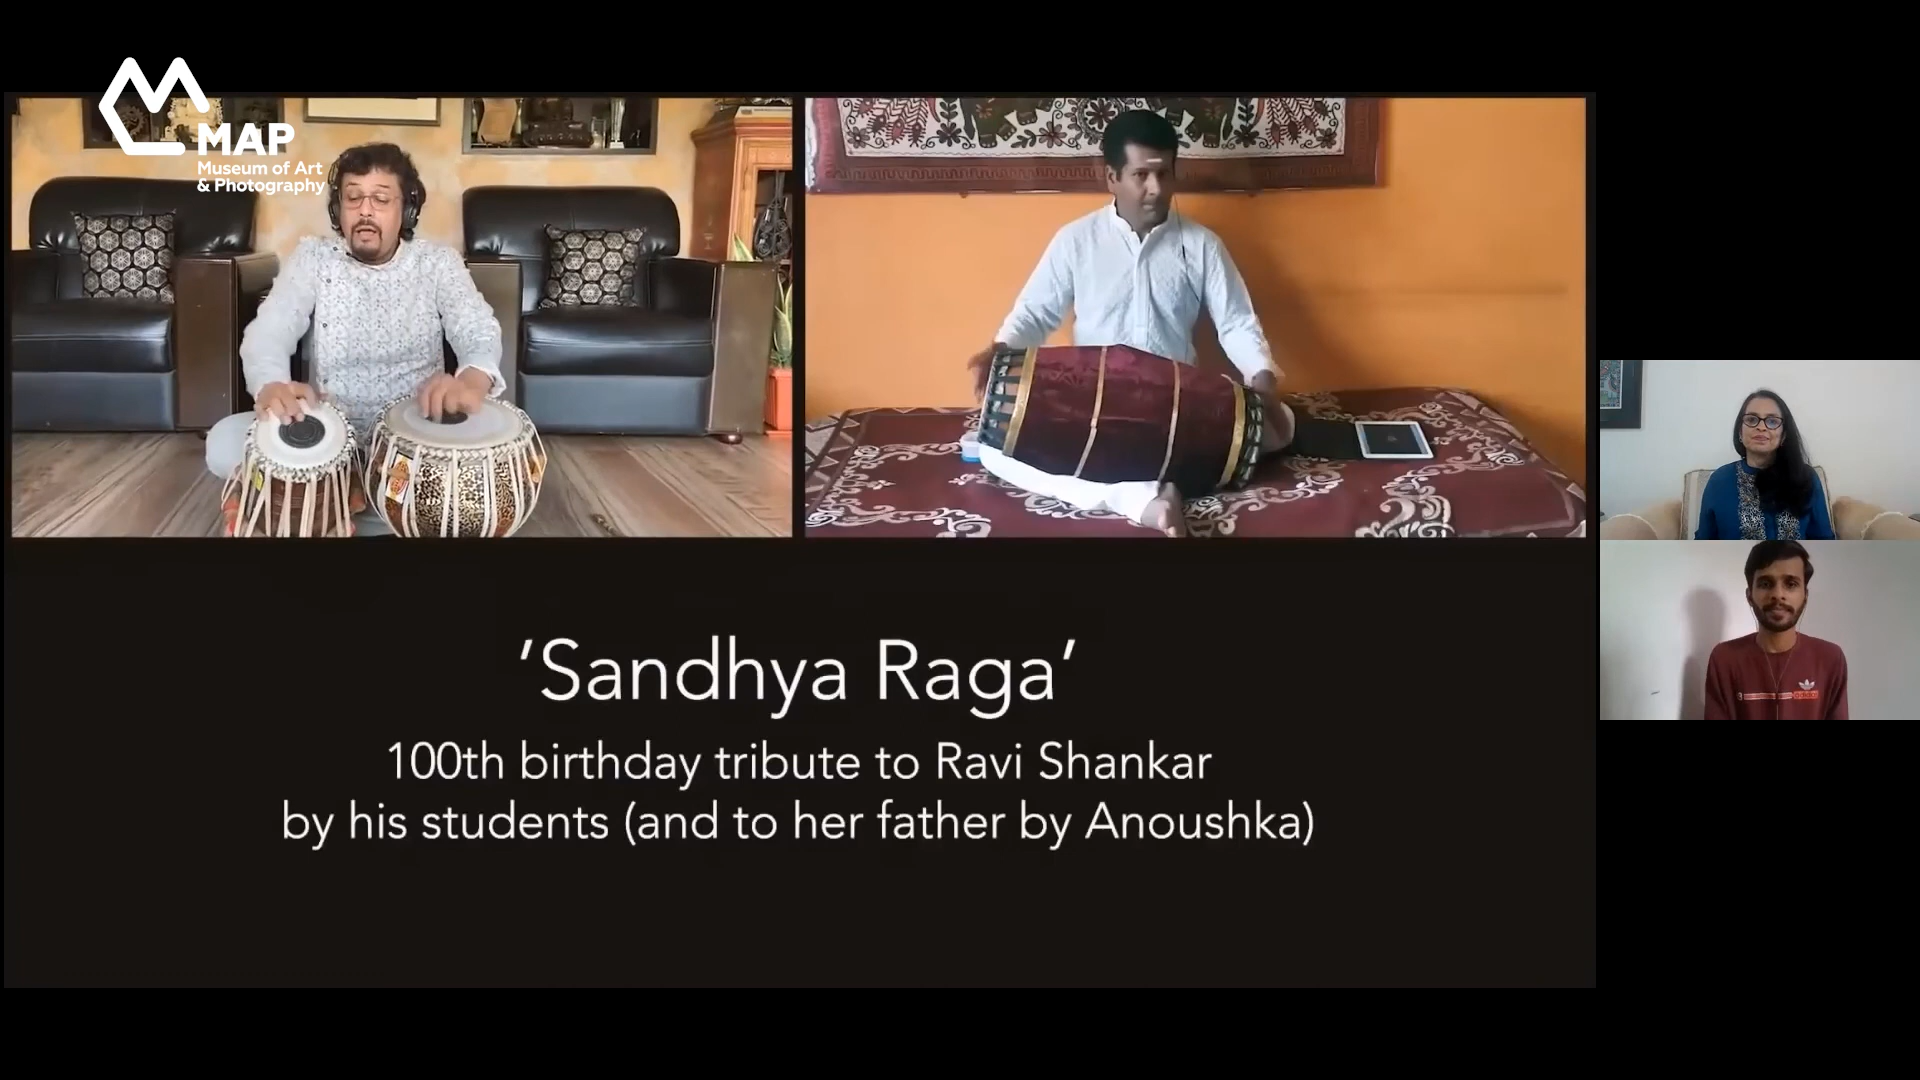 MAP
Museum of Art
& Photography
'Sandhya Raga'
100th birthday tribute to Ravi Shankar
by his students (and to her father by Anoushka)